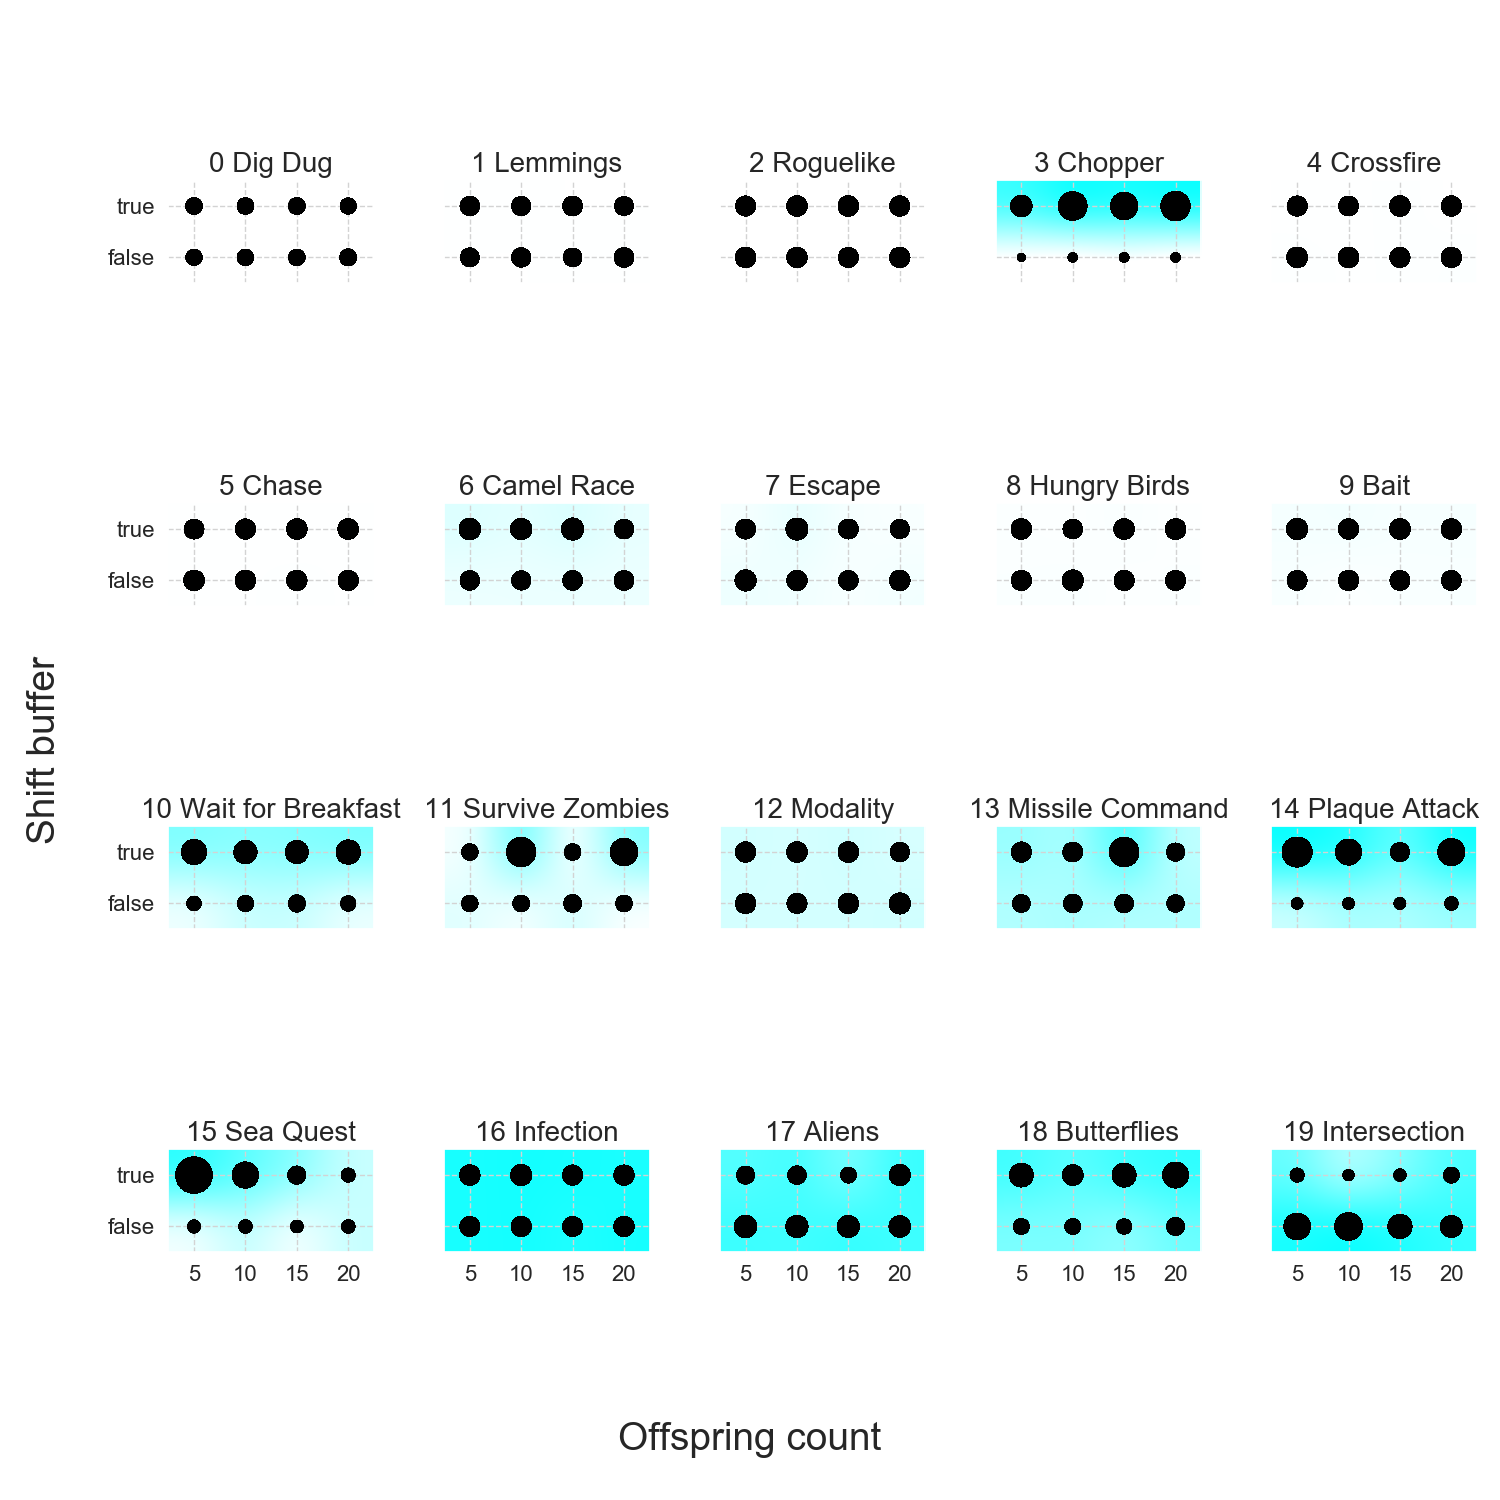 0 Dig Dug
1 Lemmings
2 Roguelike
3 Chopper
4 Crossfire
true
false
5 Chase
6 Camel Race
7 Escape
8 Hungry Birds
9 Bait
true
false
Shift buffer
10 Wait for Breakfast
11 Survive Zombies
12 Modality
13 Missile Command
14 Plaque Attack
true
false
15 Sea Quest
16 Infection
17 Aliens
18 Butterflies
19 Intersection
true
false
5 10 15 20
5 10 15 20
5 10 15 20
5 10 15 20
5 10 15 20
Offspring count